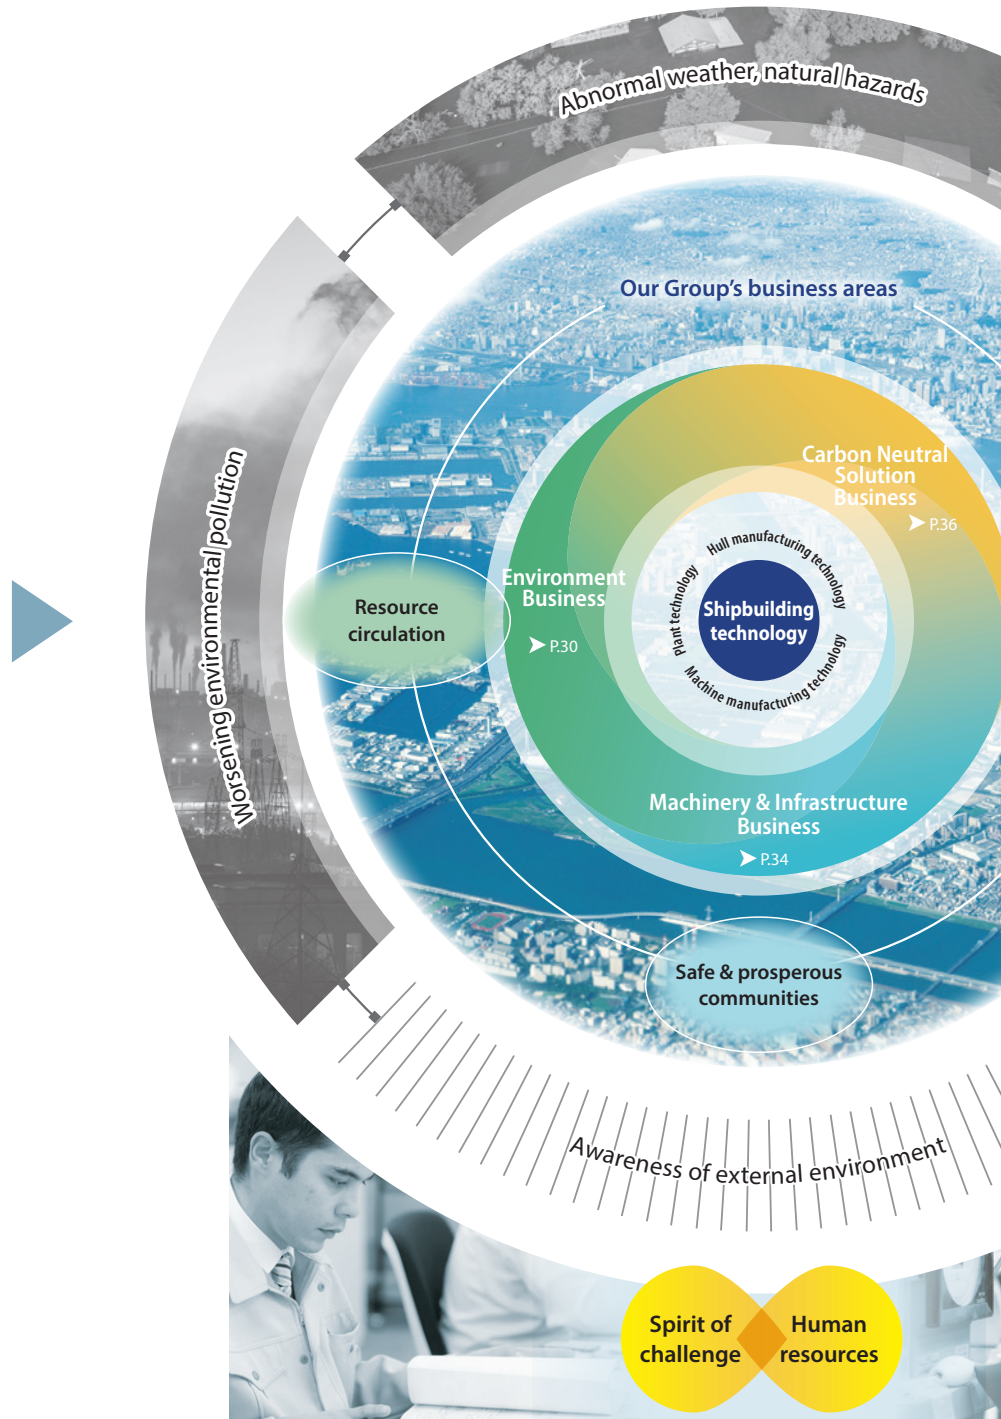 Abnormal weather, natural hazards
Our Group's business areas
Carbon Neutral
Solution
Business
P.36
Worsening environmental pollution
Resource
circulation
Environment
Business
P.30
Hull manufacturing technology
Plant technology
Machine manufacturing technology
Shipbuilding
technology
Machinery & Infrastructure
Business
P.34
Safe & prosperous
communities
Awareness of external environment
Spirit of
challenge
Human
resources